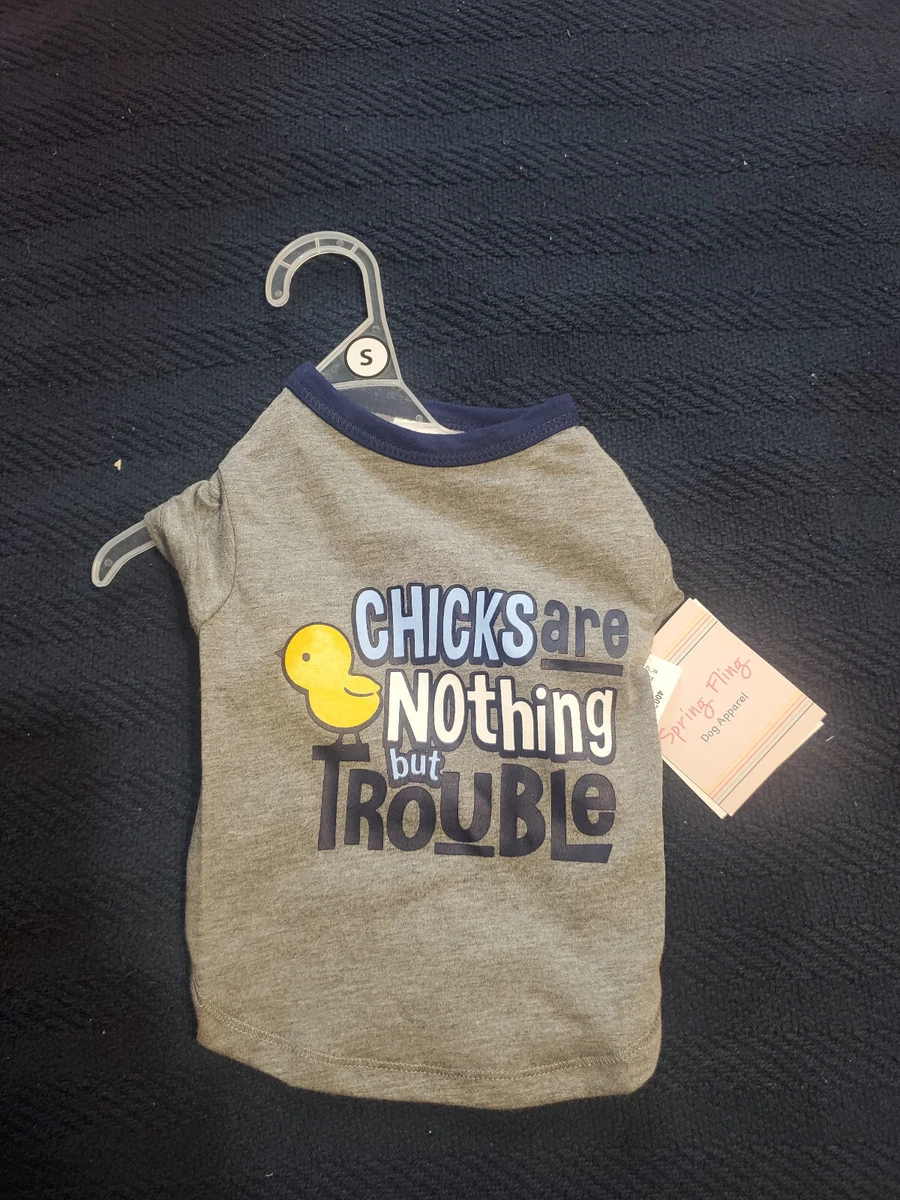 S
CHICKS are
NOthing
but
TROUBLe
Spring Fling
Dog Apparel